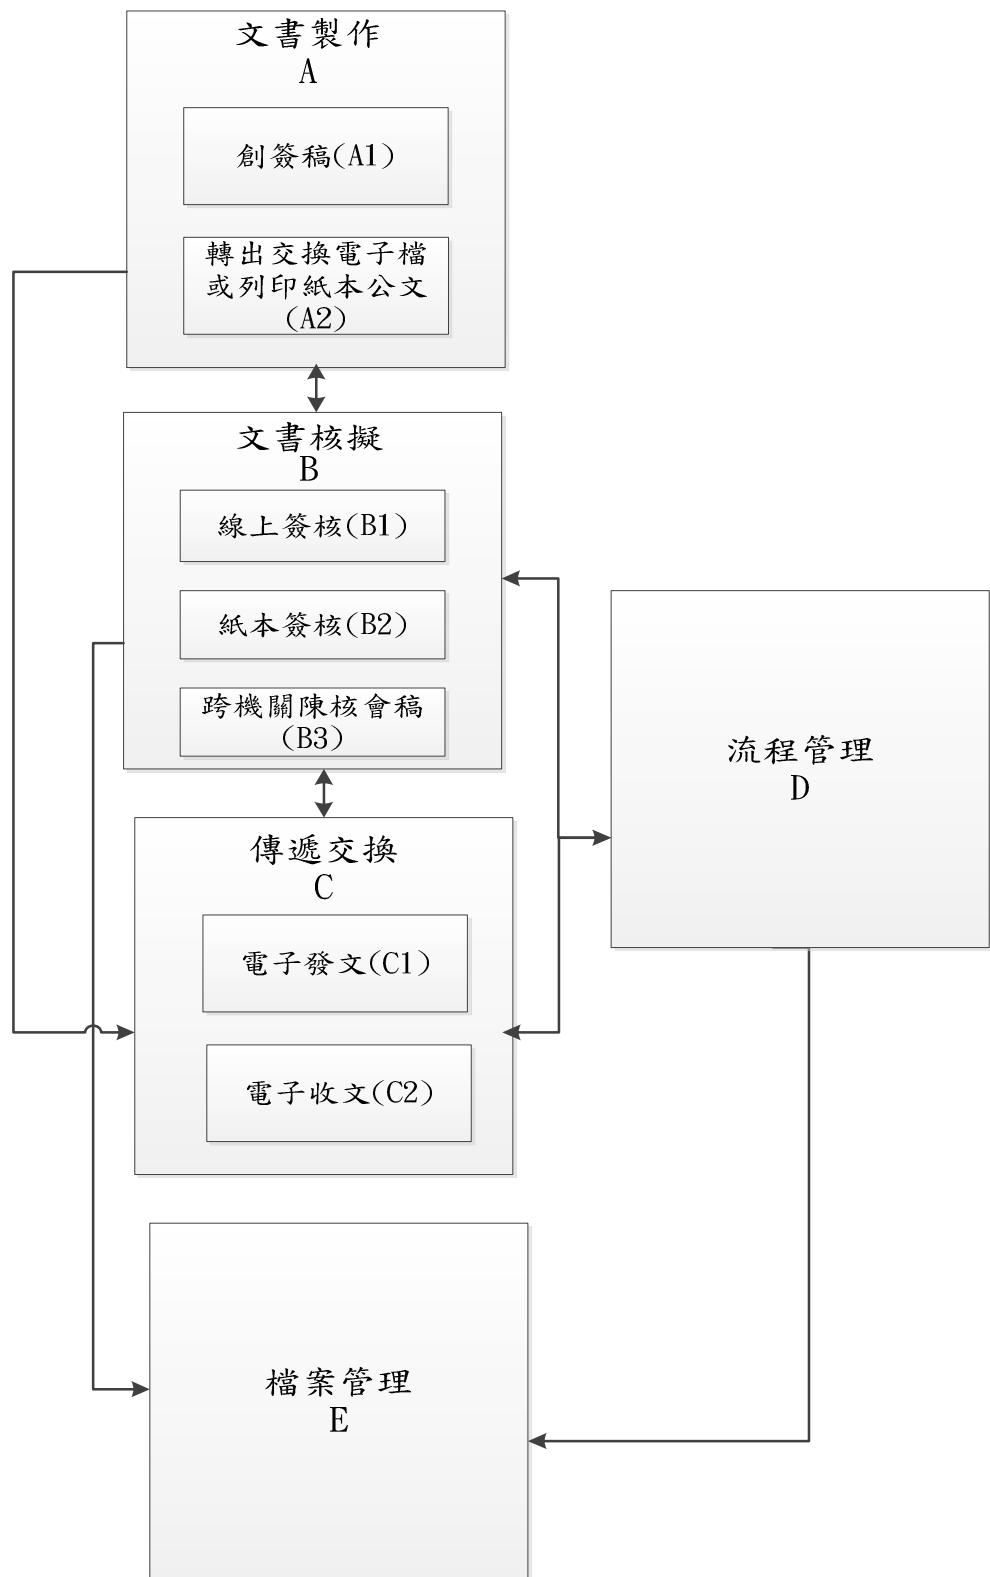 文書製作
A
創簽稿(A1)
轉出交換電子檔
或列印紙本公文
(A2)
文書核擬
B
線上簽核(B1)
紙本簽核(B2)
跨機關陳核會稿
(B3)
流程管理
D
傳遞交換
C
電子發文(C1)
電子收文(C2)
檔案管理
E